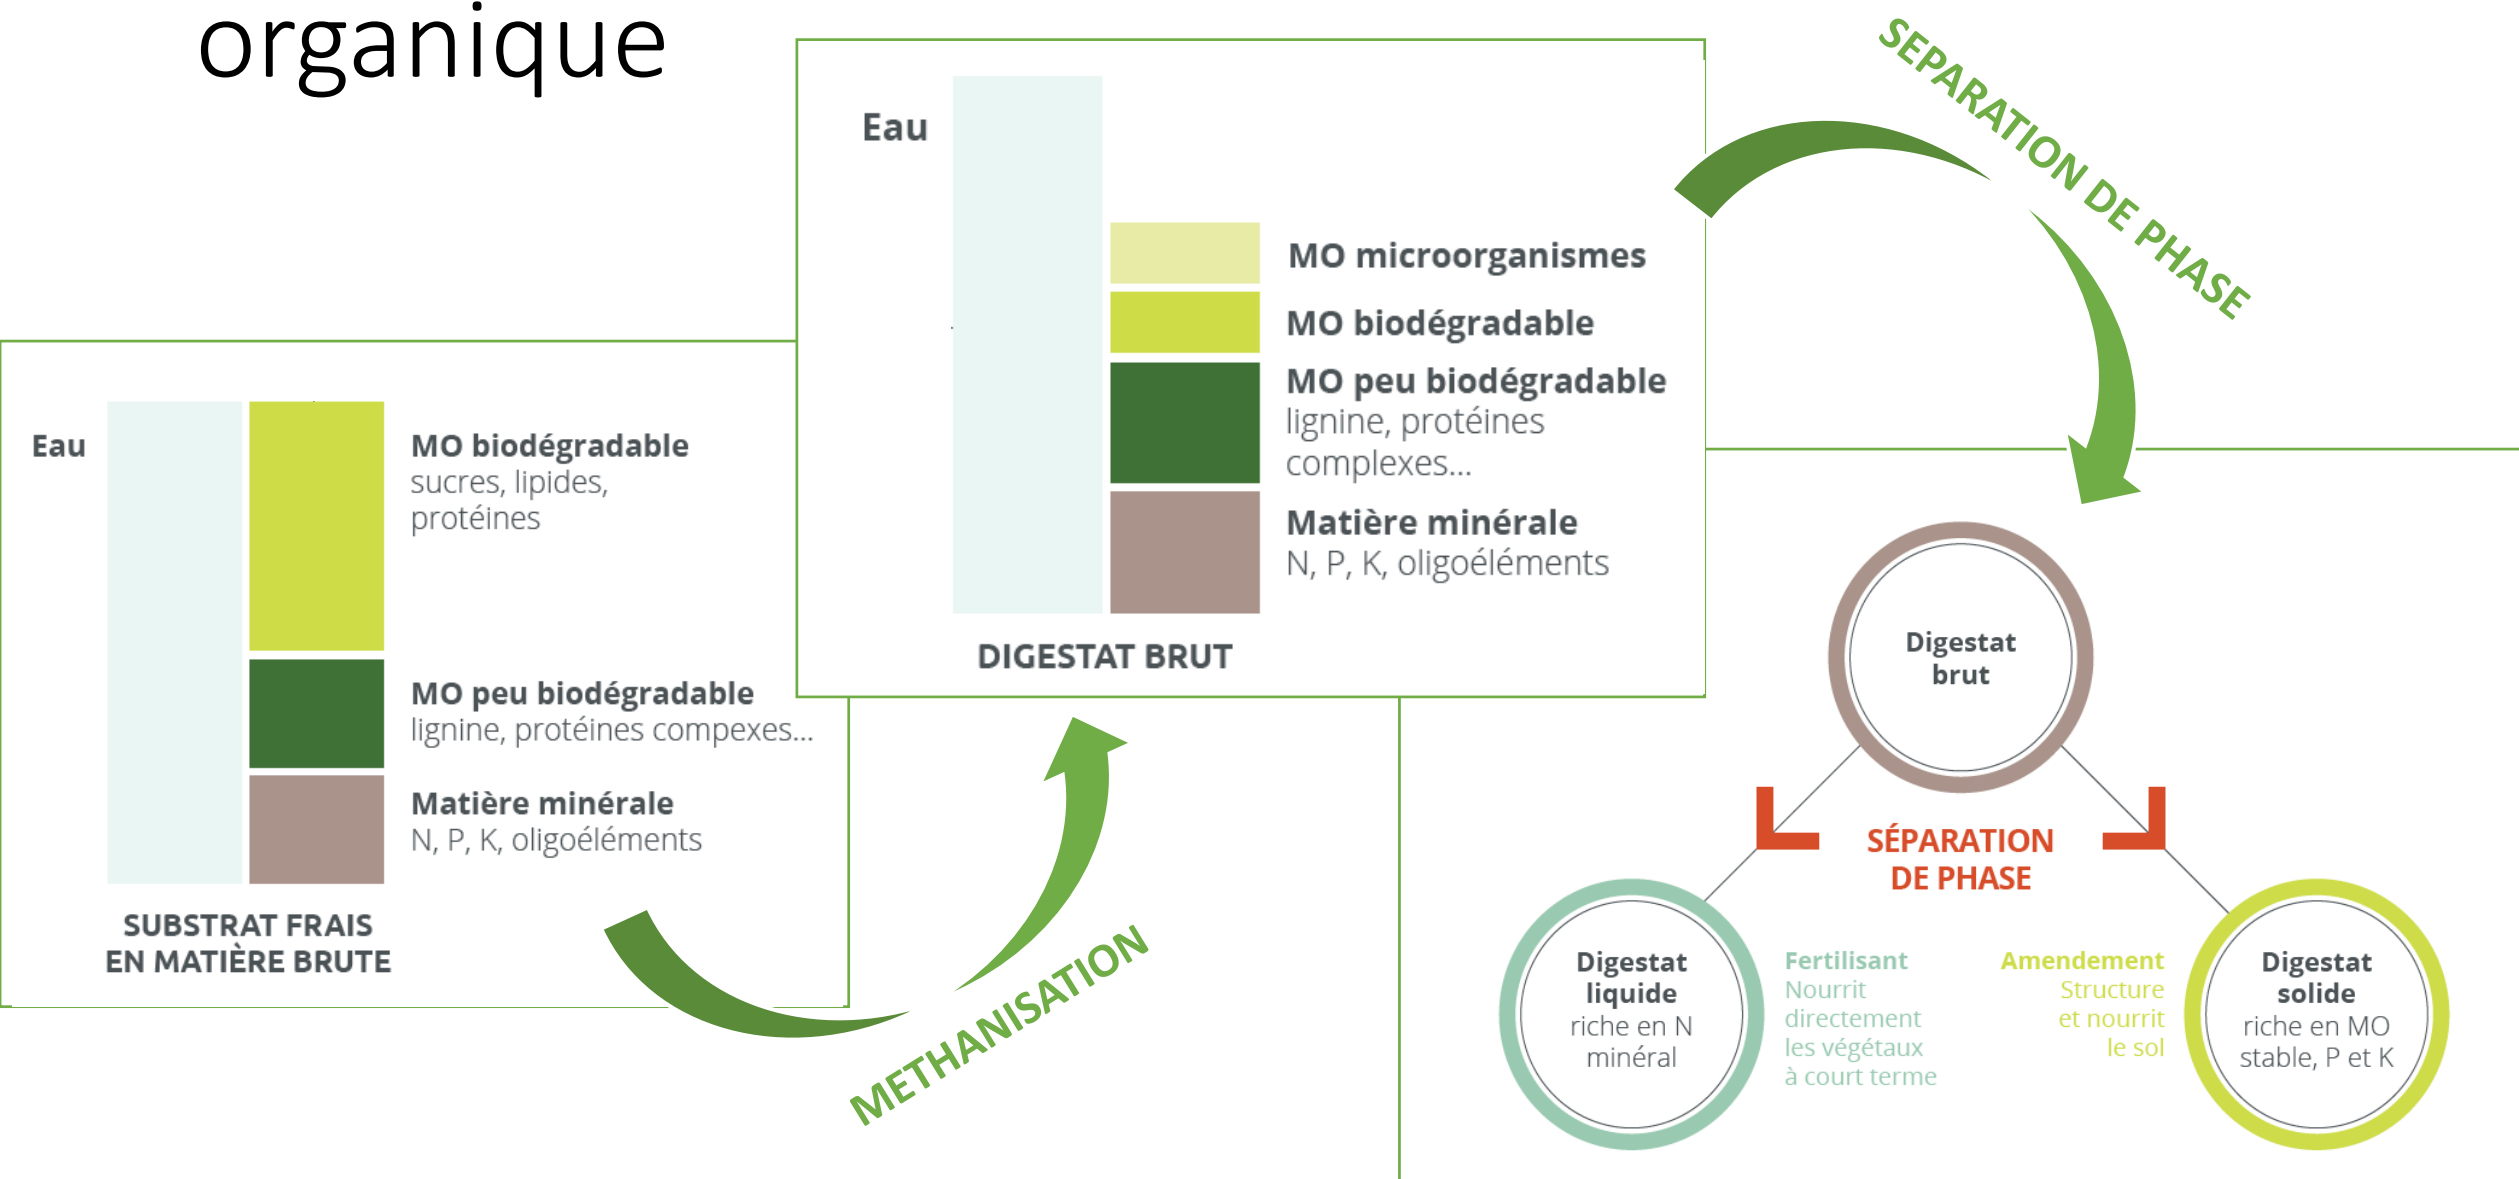 organique
Eau
MO biodégradable
sucres, lipides,
protéines
MO peu biodégradable
lignine, protéines compexes...
Matière minérale
N, P, K, oligoéléments
SUBSTRAT FRAIS
EN MATIÈRE BRUTE
METHANISATION
Eau
MO microorganismes
MO biodégradable
MO peu biodégradable
lignine, protéines
complexes...
Matière minérale
N, P, K, oligoéléments
DIGESTAT BRUT
SEPARATION DE PHASE
Digestat
brut
SÉPARATION
DE PHASE
Digestat
liquide
riche en N
minéral
Fertilisant
Nourrit
directement
les végétaux
à court terme
Amendement
Structure
et nourrit
le sol
Digestat
solide
riche en MO
stable, P et K